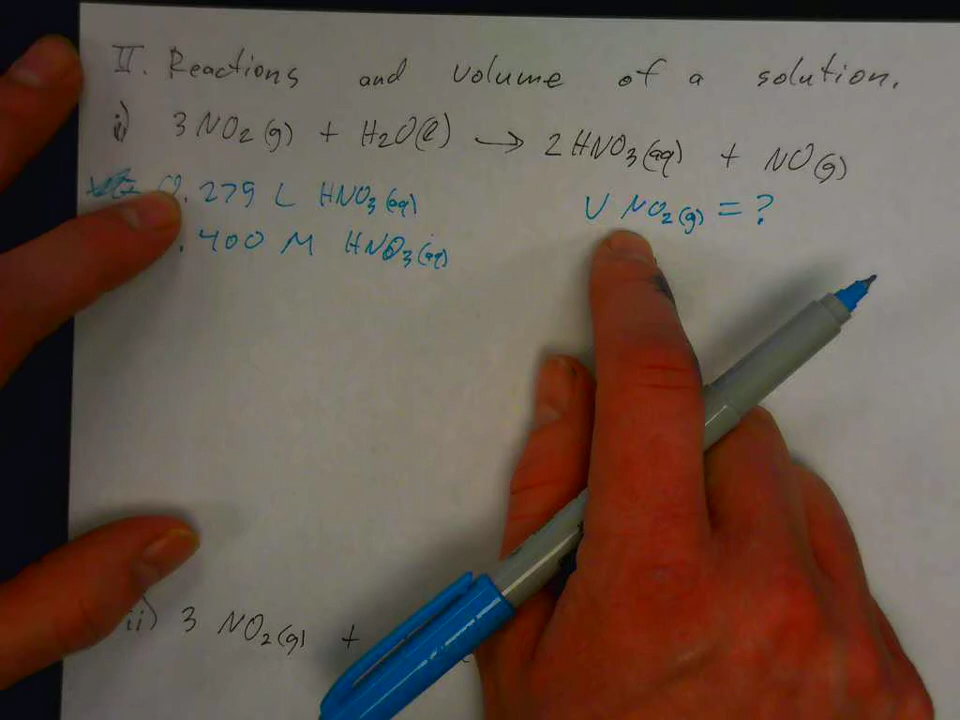 II. Reactions and volume of a solution.
i) 3 NO2(g) + H2O(l) → 2 HNO3(aq) + NO(g)
0.279 L HNO3(aq) V NO2(g) = ?
.400 M HNO3(aq)
ii) 3 NO2(g) +